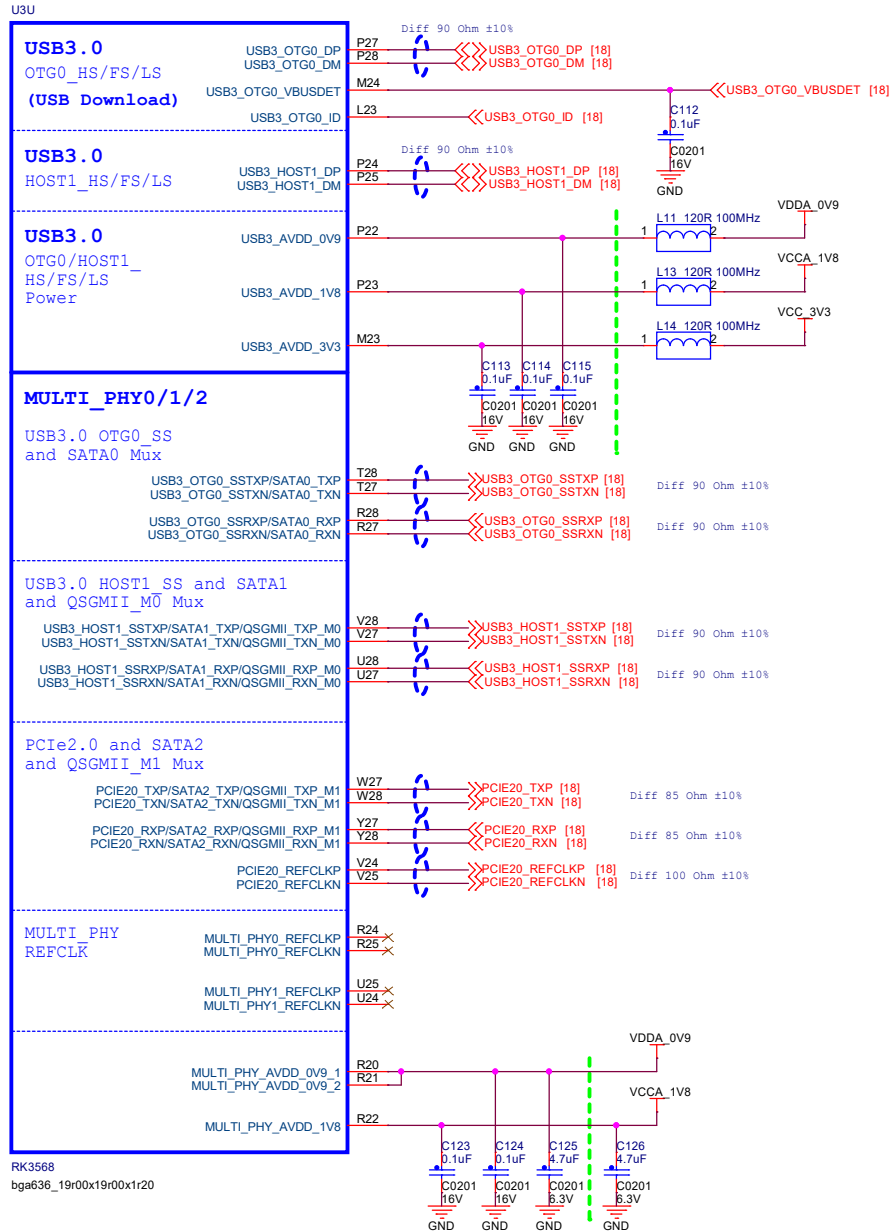 U3U
USB3.0
OTG0_HS/FS/LS
(USB Download)
USB3_OTG0_DP P27 Diff 90 Ohm ±10% USB3_OTG0_DP [18]
USB3_OTG0_DM P28 USB3_OTG0_DM [18]
USB3_OTG0_VBUSDET M24 USB3_OTG0_VBUSDET [18]
USB3_OTG0_ID L23 USB3_OTG0_ID [18]
C112
0.1uF
C0201
16V
GND
USB3.0
HOST1_HS/FS/LS
Diff 90 Ohm ±10%
USB3_HOST1_DP P24 USB3_HOST1_DP [18]
USB3_HOST1_DM P25 USB3_HOST1_DM [18]
USB3.0
OTG0/HOST1_
HS/FS/LS
Power
USB3_AVDD_0V9 P22 1 L11 120R 100MHz 2 VDDA_0V9
USB3_AVDD_1V8 P23 1 L13 120R 100MHz 2 VCCA_1V8
USB3_AVDD_3V3 M23 1 L14 120R 100MHz 2 VCC_3V3
C113 C114 C115
0.1uF 0.1uF 0.1uF
C0201 C0201 C0201
16V 16V 16V
GND GND GND
MULTI_PHY0/1/2
USB3.0 OTG0_SS
and SATA0 Mux
USB3_OTG0_SSTXP/SATA0_TXP T28 USB3_OTG0_SSTXP [18]
USB3_OTG0_SSTXN/SATA0_TXN T27 USB3_OTG0_SSTXN [18] Diff 90 Ohm ±10%
USB3_OTG0_SSRXP/SATA0_RXP R28 USB3_OTG0_SSRXP [18]
USB3_OTG0_SSRXN/SATA0_RXN R27 USB3_OTG0_SSRXN [18] Diff 90 Ohm ±10%
USB3.0 HOST1_SS and SATA1
and QSGMII_M0 Mux
USB3_HOST1_SSTXP/SATA1_TXP/QSGMII_TXP_M0 V28 USB3_HOST1_SSTXP [18]
USB3_HOST1_SSTXN/SATA1_TXN/QSGMII_TXN_M0 V27 USB3_HOST1_SSTXN [18] Diff 90 Ohm ±10%
USB3_HOST1_SSRXP/SATA1_RXP/QSGMII_RXP_M0 U28 USB3_HOST1_SSRXP [18]
USB3_HOST1_SSRXN/SATA1_RXN/QSGMII_RXN_M0 U27 USB3_HOST1_SSRXN [18] Diff 90 Ohm ±10%
PCIe2.0 and SATA2
and QSGMII_M1 Mux
PCIE20_TXP/SATA2_TXP/QSGMII_TXP_M1 W27 PCIE20_TXP [18]
PCIE20_TXN/SATA2_TXN/QSGMII_TXN_M1 W28 PCIE20_TXN [18] Diff 85 Ohm ±10%
PCIE20_RXP/SATA2_RXP/QSGMII_RXP_M1 Y27 PCIE20_RXP [18]
PCIE20_RXN/SATA2_RXN/QSGMII_RXN_M1 Y28 PCIE20_RXN [18] Diff 85 Ohm ±10%
PCIE20_REFCLKP V24 PCIE20_REFCLKP [18]
PCIE20_REFCLKN V25 PCIE20_REFCLKN [18] Diff 100 Ohm ±10%
MULTI_PHY
REFCLK
MULTI_PHY0_REFCLKP R24
MULTI_PHY0_REFCLKN R25
MULTI_PHY1_REFCLKP U25
MULTI_PHY1_REFCLKN U24
MULTI_PHY_AVDD_0V9_1 R20 VDDA_0V9
MULTI_PHY_AVDD_0V9_2 R21
MULTI_PHY_AVDD_1V8 R22 VCCA_1V8
C123 C124 C125 C126
0.1uF 0.1uF 4.7uF 4.7uF
C0201 C0201 C0201 C0201
16V 16V 6.3V 6.3V
GND GND GND GND
RK3568
bga636_19r00x19r00x1r20